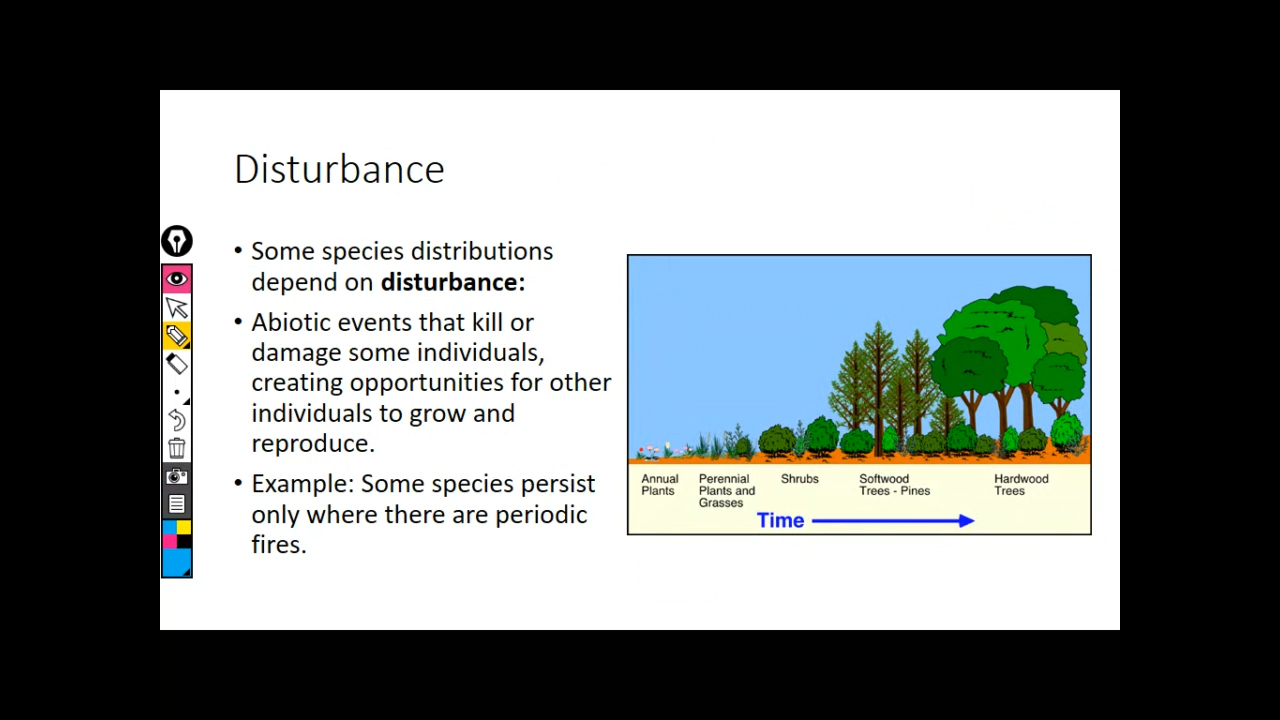 Disturbance
• Some species distributions
depend on disturbance:
• Abiotic events that kill or
damage some individuals,
creating opportunities for other
individuals to grow and
reproduce.
• Example: Some species persist
only where there are periodic
fires.
Annual
Plants
Perennial
Plants and
Grasses
Shrubs
Softwood
Trees - Pines
Hardwood
Trees
Time